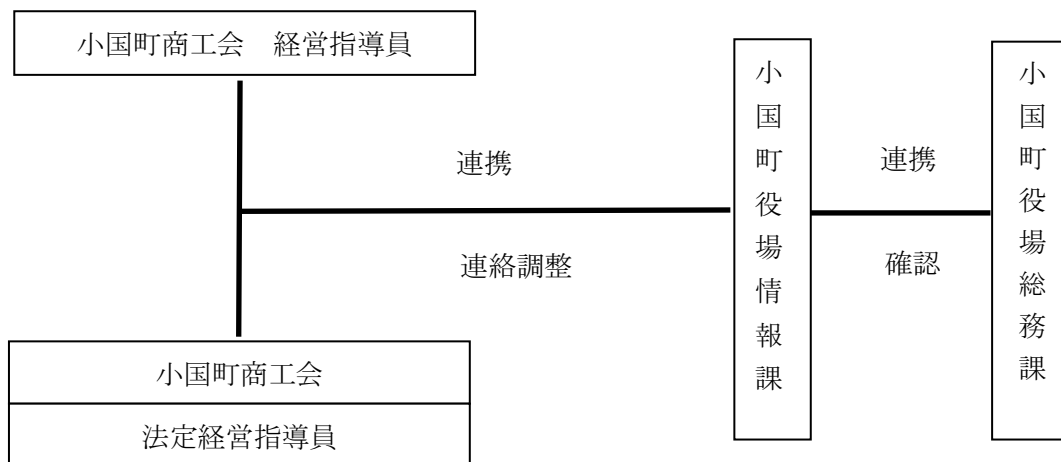 小国町商工会　経営指導員
連携
連絡調整
小国町商工会
法定経営指導員
小国町役場情報課
連携
確認
小国町役場総務課